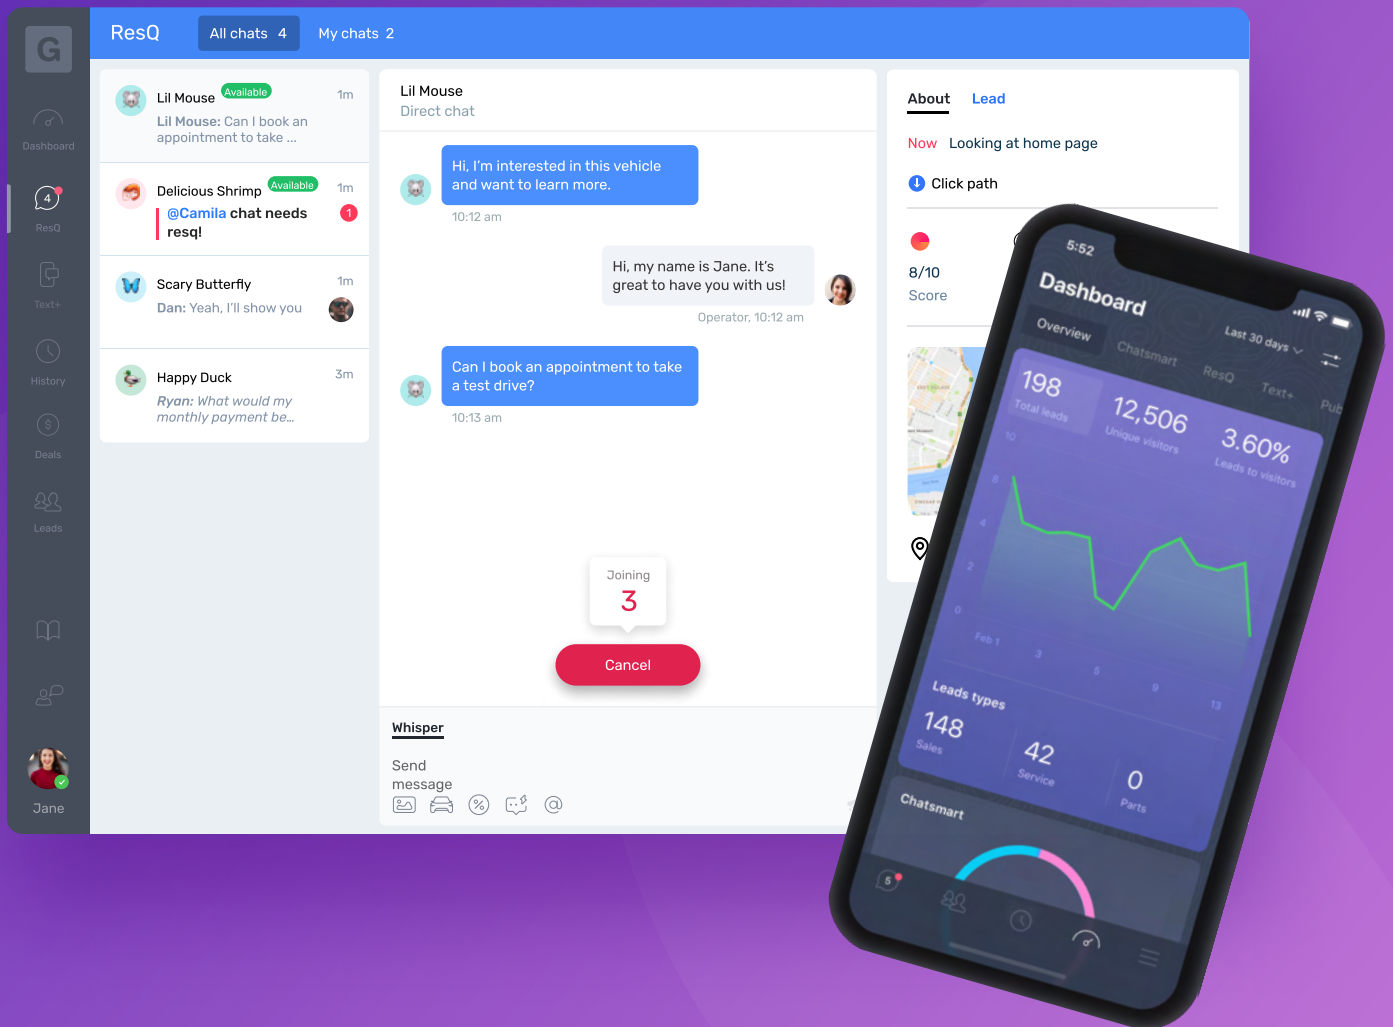 G
Dashboard
4
ResQ
Text+
History
Deals
Leads
Jane
ResQ
All chats 4
My chats 2
Lil Mouse Available 1m
Lil Mouse: Can I book an
appointment to take ...
Delicious Shrimp Available 1m
@Camila chat needs
resq!
1
Scary Butterfly 1m
Dan: Yeah, I'll show you
Happy Duck 3m
Ryan: What would my
monthly payment be...
Lil Mouse
Direct chat
Hi, I'm interested in this vehicle
and want to learn more.
10:12 am
Hi, my name is Jane. It's
great to have you with us!
Operator, 10:12 am
Can I book an appointment to take
a test drive?
10:13 am
Joining
3
Cancel
Whisper
Send
message
About Lead
Now Looking at home page
Click path
8/10
Score
5:52
Dashboard
Last 30 days
Overview Chatsmart ResQ Text+ Pub
198
Total leads
12,506
Unique visitors
3.60%
Leads to visitors
10
8
4
2
0
Feb 1 3 5 9 13
Leads types
148
Sales
42
Service
0
Parts
Chatsmart
5